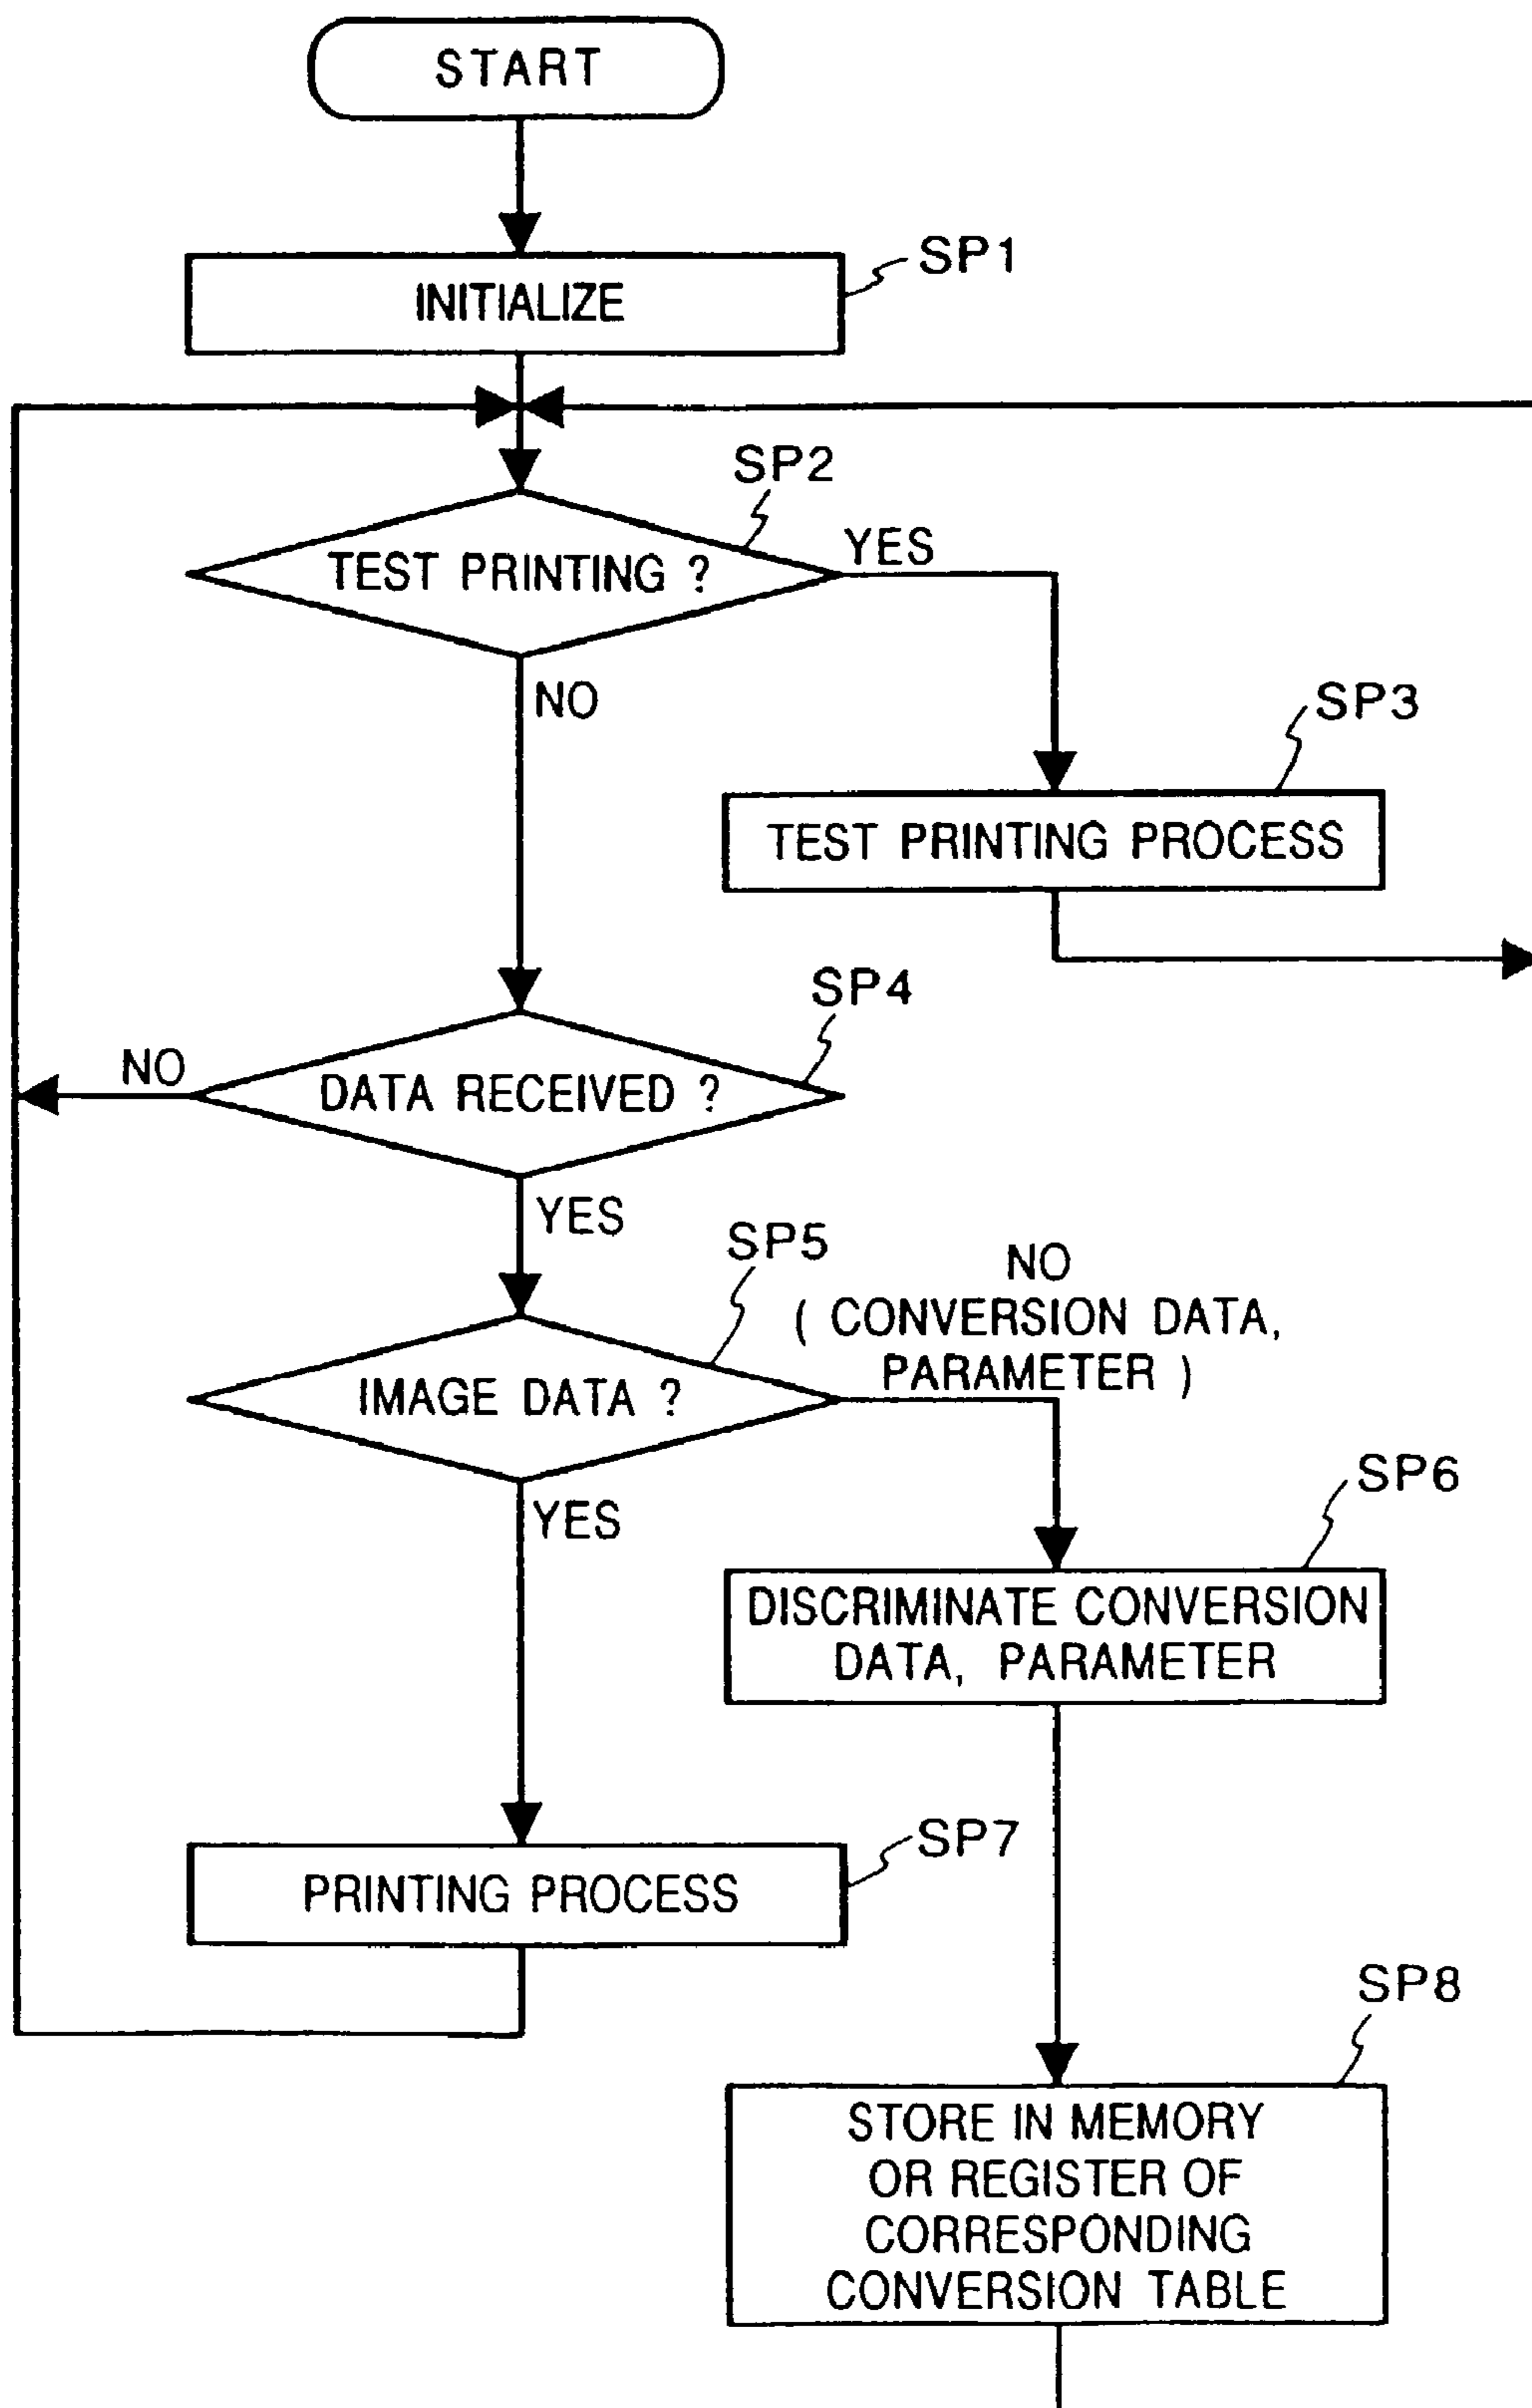 START
SP1
INITIALIZE
SP2
TEST PRINTING ?
YES
NO
SP3
TEST PRINTING PROCESS
SP4
NO
DATA RECEIVED ?
YES
SP5
NO
( CONVERSION DATA,
PARAMETER )
IMAGE DATA ?
YES
SP6
DISCRIMINATE CONVERSION
DATA, PARAMETER
SP7
PRINTING PROCESS
SP8
STORE IN MEMORY
OR REGISTER OF
CORRESPONDING
CONVERSION TABLE